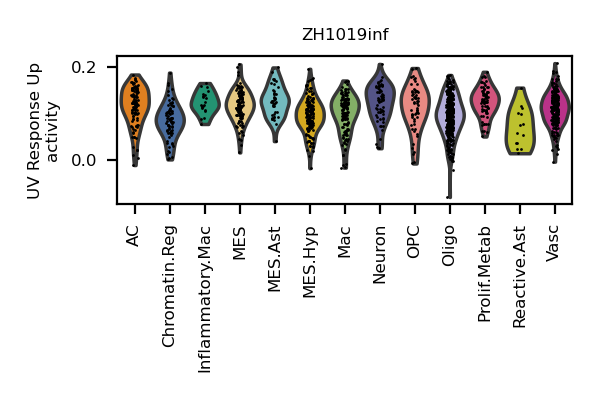 ZH1019inf
UV Response Up
activity
0.2
0.0
AC
Chromatin.Reg
Inflammatory.Mac
MES
MES.Ast
MES.Hyp
Mac
Neuron
OPC
Oligo
Prolif.Metab
Reactive.Ast
Vasc